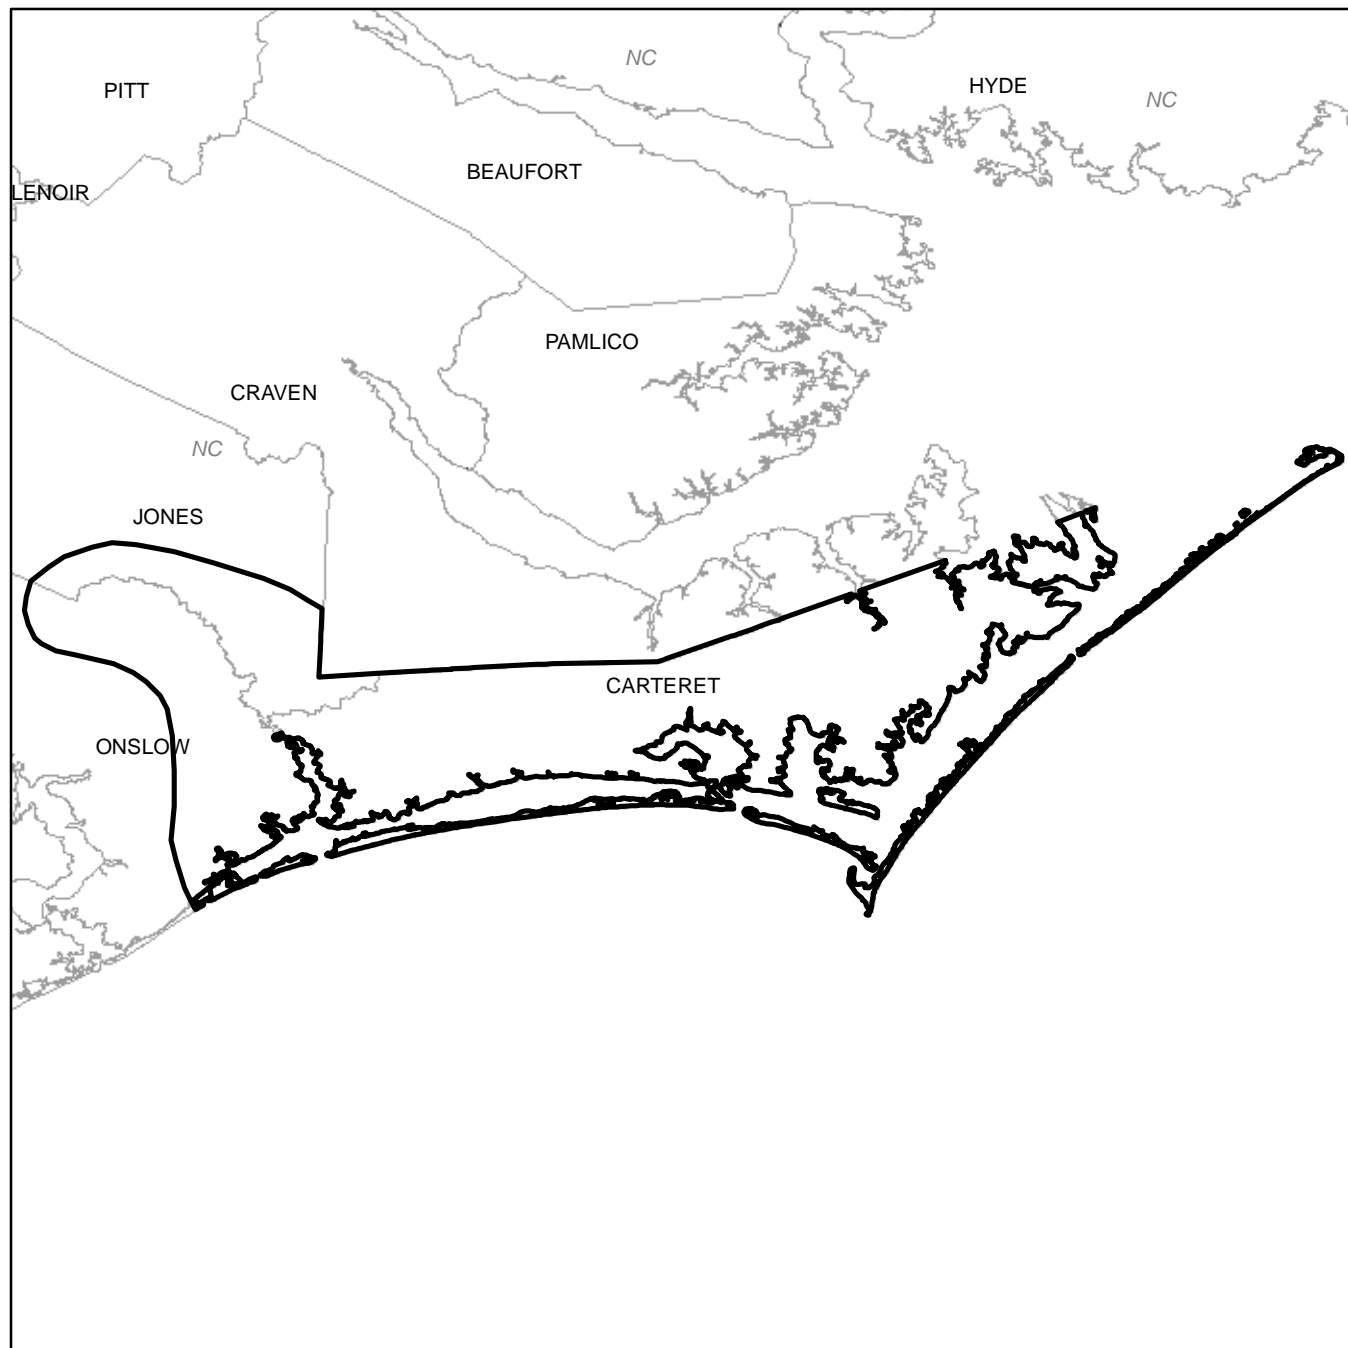 NC
PITT
HYDE
NC
BEAUFORT
LENOIR
PAMLICO
CRAVEN
NC
JONES
CARTERET
ONSLOW